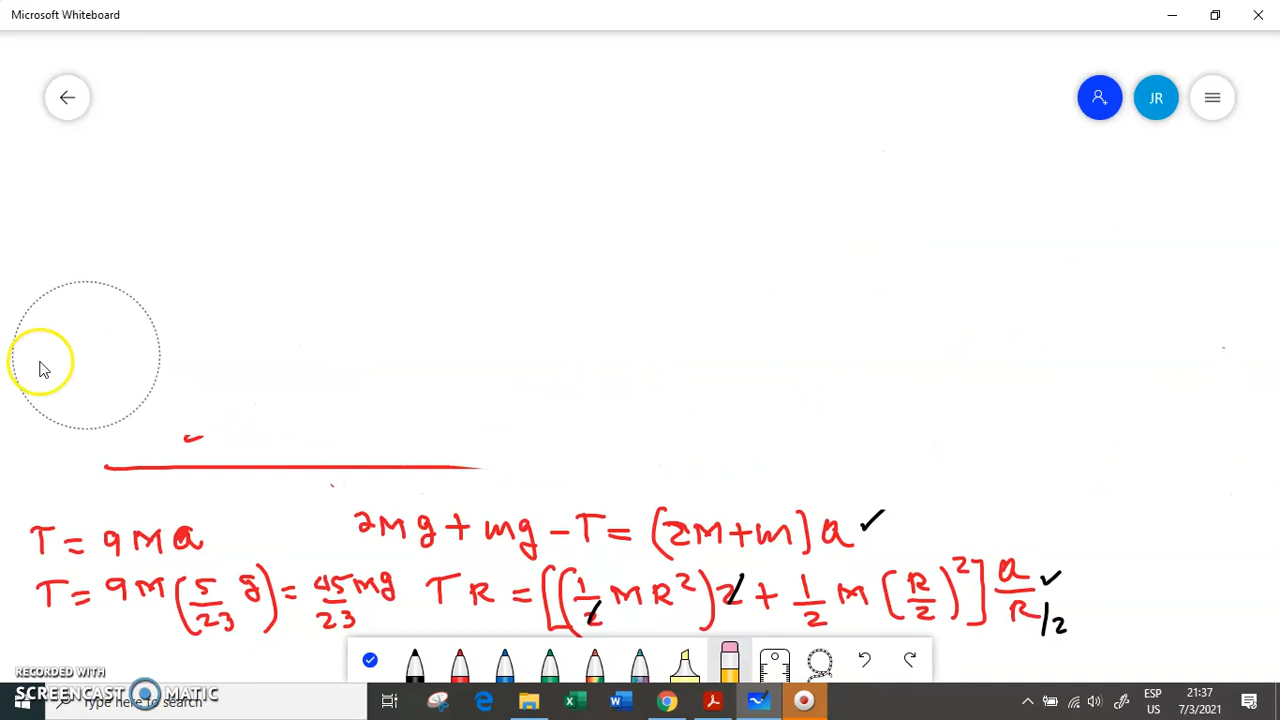 Microsoft Whiteboard
JR
T = 9Ma
2Mg + mg - T = (2M+m)a ✓
T = 9M(5/23 g) = 45Mg/23
TR = [(1/2 MR²)2 + 1/2 M(R/2)²] a/R ✓
/2
RECORDED WITH
SCREENCAST MATIC
Type here to search
ESP
US
21:37
7/3/2021